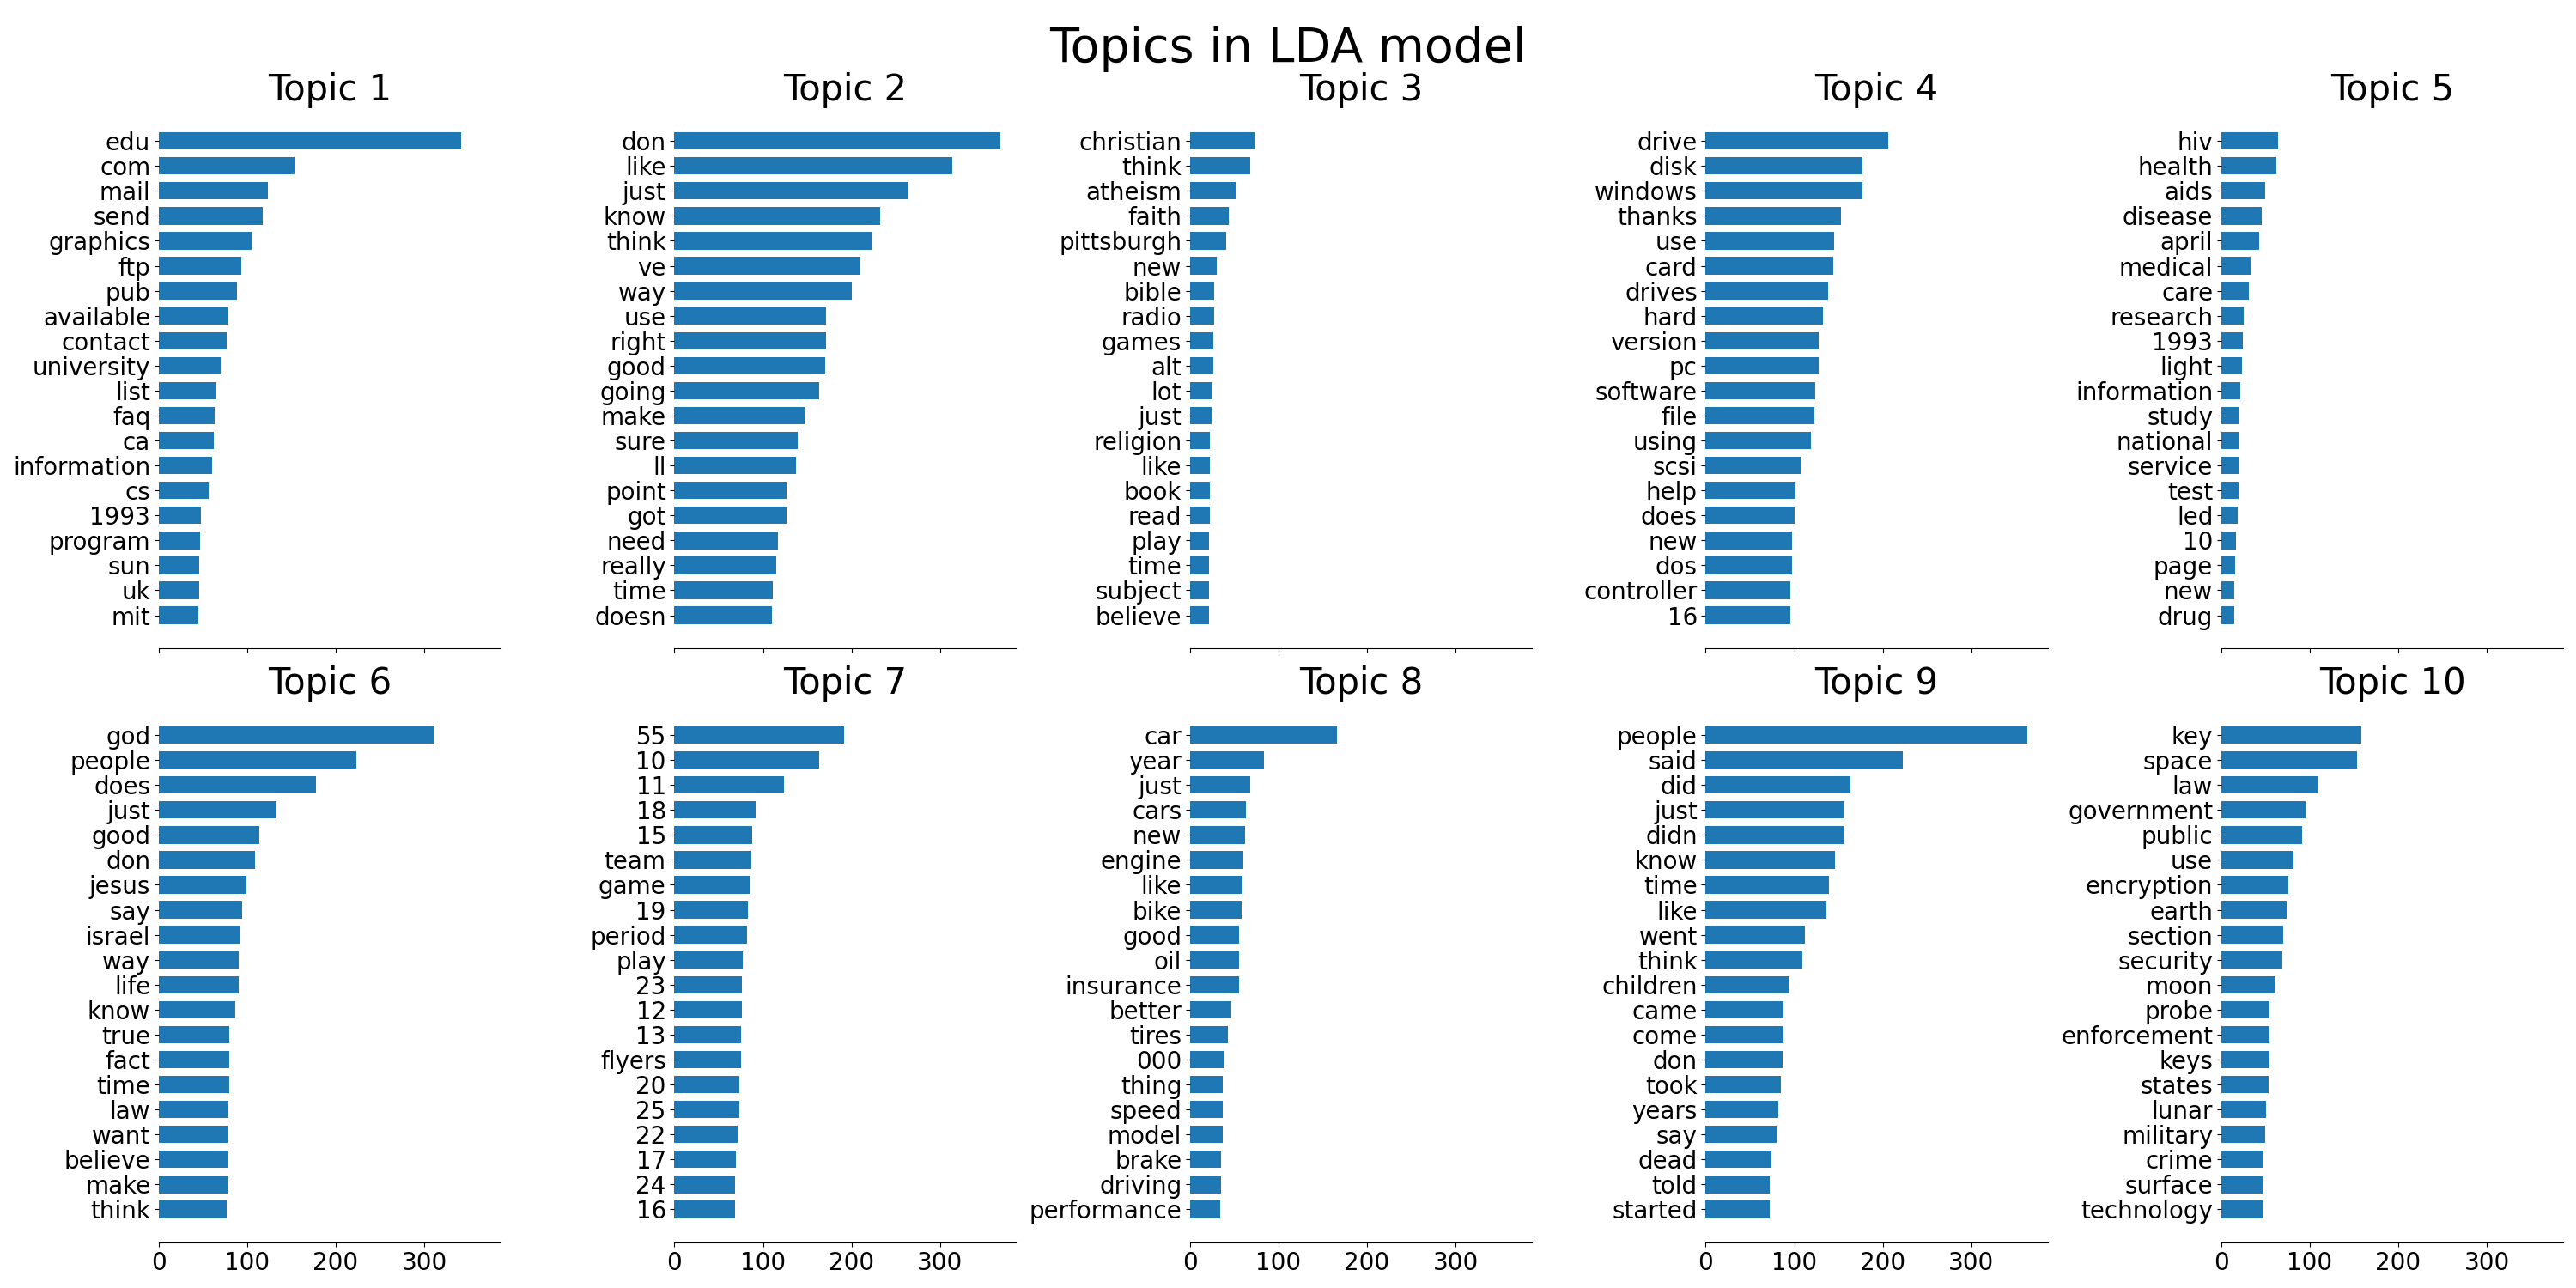 Topics in LDA model
Topic 1
edu
com
mail
send
graphics
ftp
pub
available
contact
university
list
faq
ca
information
cs
1993
program
sun
uk
mit
Topic 2
don
like
just
know
think
ve
way
use
right
good
going
make
sure
ll
point
got
need
really
time
doesn
Topic 3
christian
think
atheism
faith
pittsburgh
new
bible
radio
games
alt
lot
just
religion
like
book
read
play
time
subject
believe
Topic 4
drive
disk
windows
thanks
use
card
drives
hard
version
pc
software
file
using
scsi
help
does
new
dos
controller
16
Topic 5
hiv
health
aids
disease
april
medical
care
research
1993
light
information
study
national
service
test
led
10
page
new
drug
Topic 6
god
people
does
just
good
don
jesus
say
israel
way
life
know
true
fact
time
law
want
believe
make
think
0 100 200 300
Topic 7
55
10
11
18
15
team
game
19
period
play
23
12
13
flyers
20
25
22
17
24
16
0 100 200 300
Topic 8
car
year
just
cars
new
engine
like
bike
good
oil
insurance
better
tires
000
thing
speed
model
brake
driving
performance
0 100 200 300
Topic 9
people
said
did
just
didn
know
time
like
went
think
children
came
come
don
took
years
say
dead
told
started
0 100 200 300
Topic 10
key
space
law
government
public
use
encryption
earth
section
security
moon
probe
enforcement
keys
states
lunar
military
crime
surface
technology
0 100 200 300